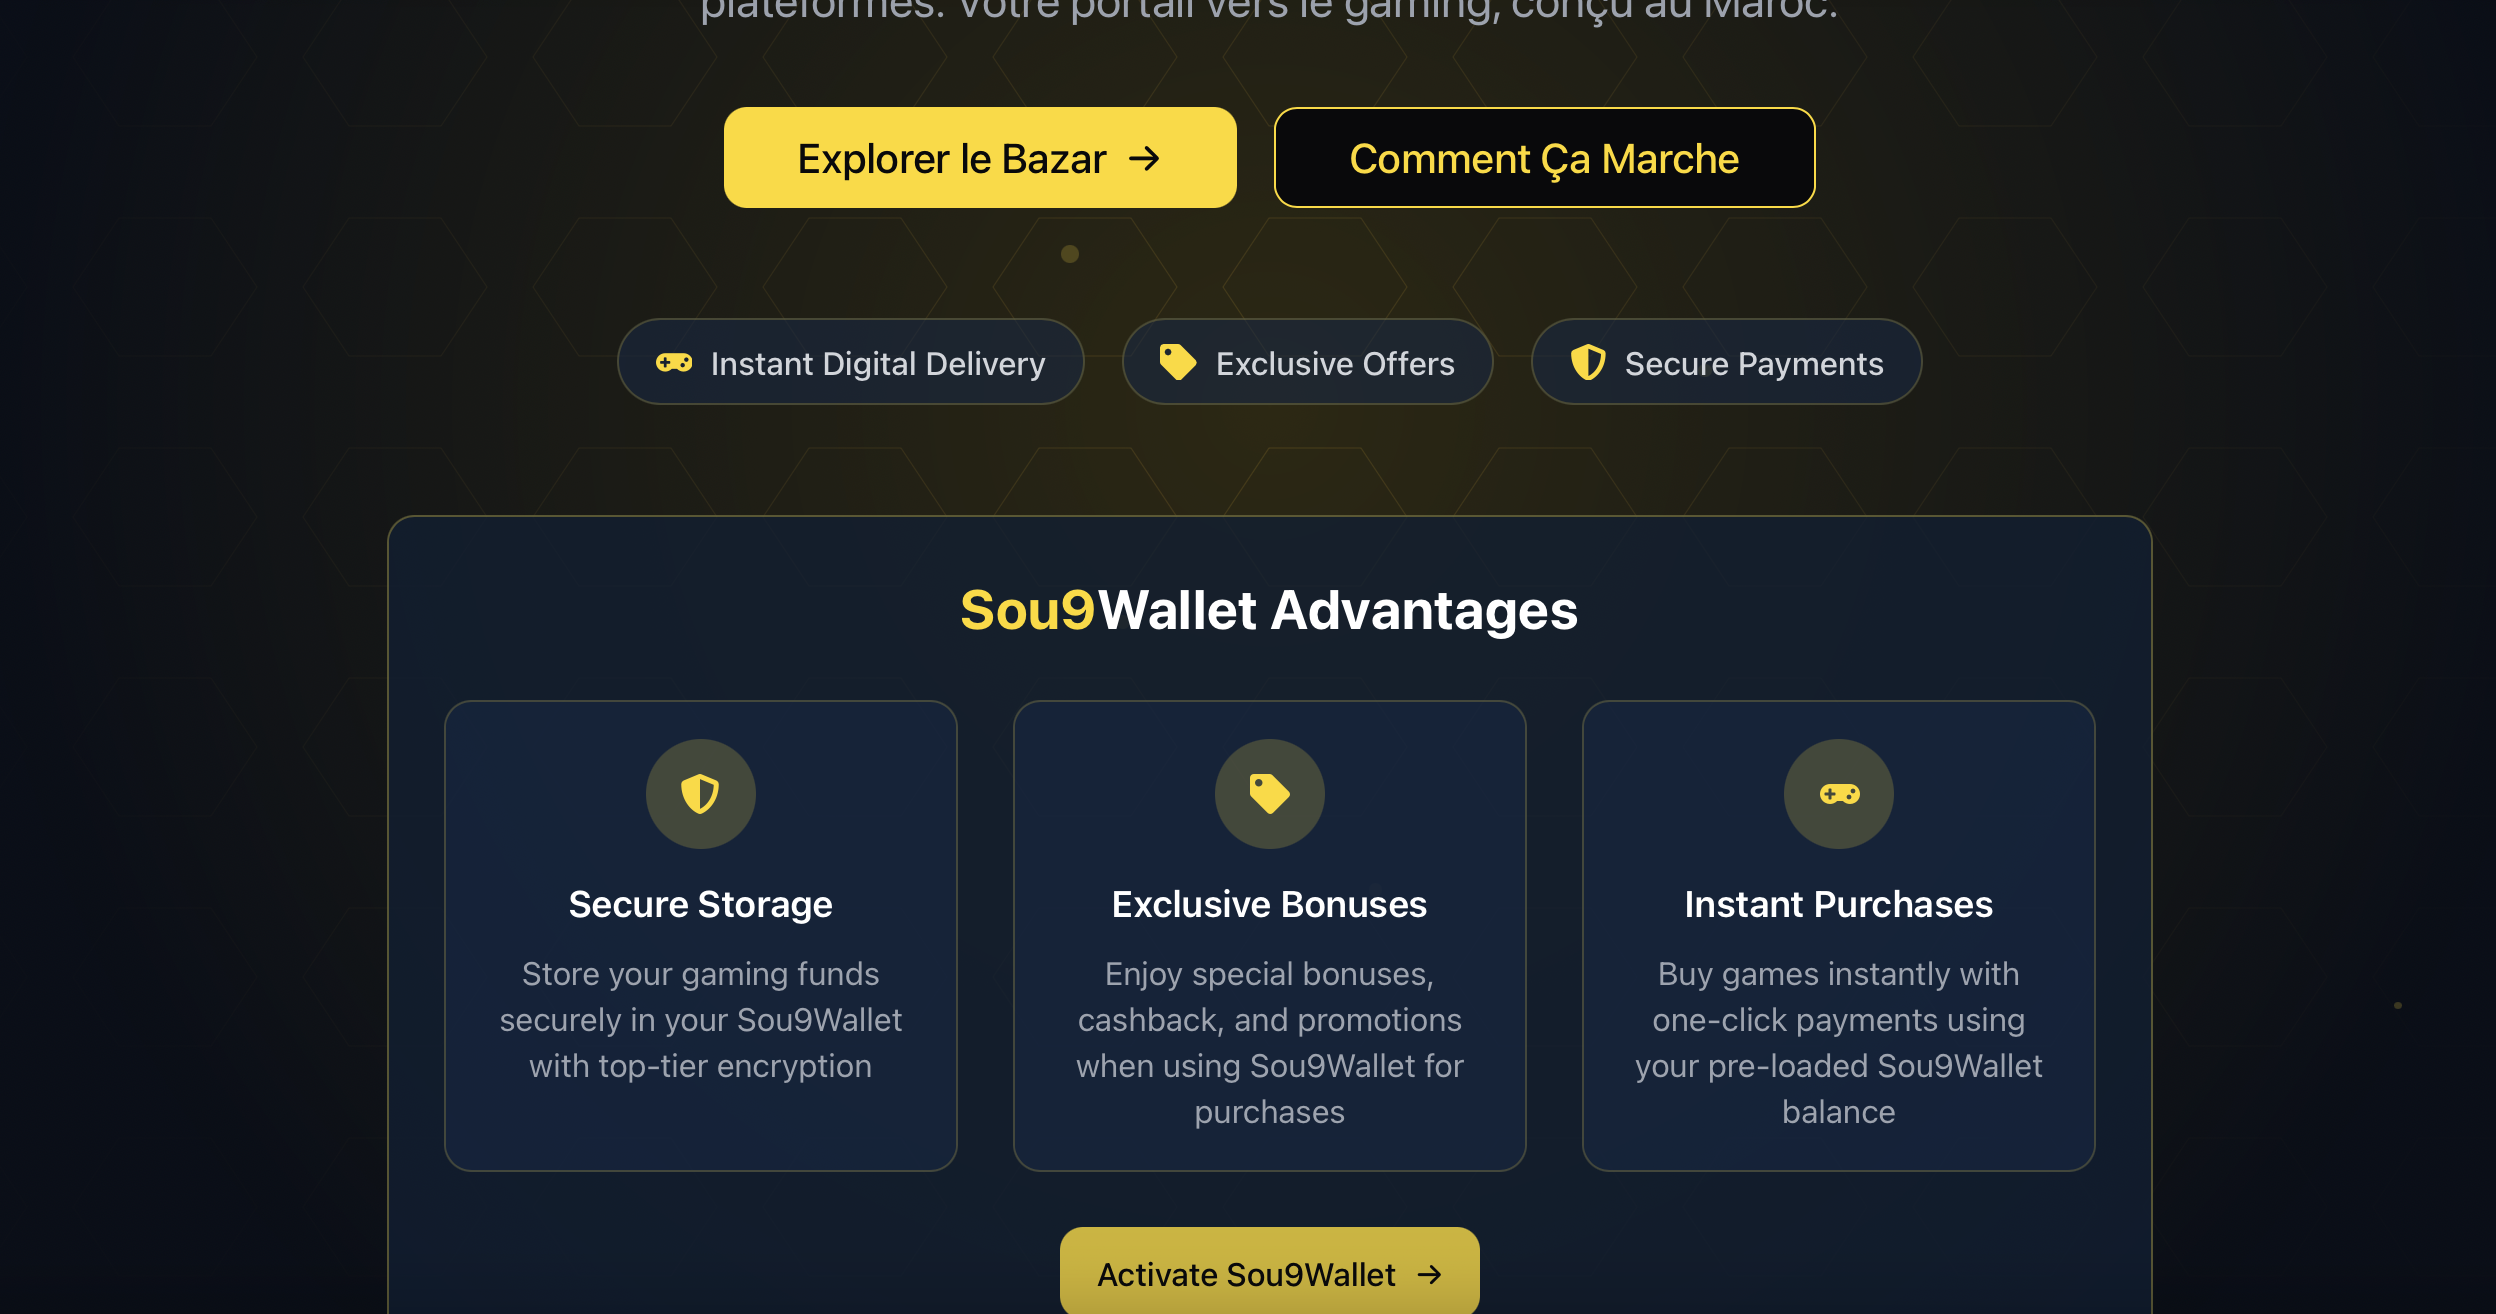 plateformes. Votre portail vers le gaming, conçu au Maroc.
Explorer le Bazar →
Comment Ça Marche
Instant Digital Delivery
Exclusive Offers
Secure Payments
Sou9Wallet Advantages
Secure Storage
Store your gaming funds
securely in your Sou9Wallet
with top-tier encryption
Exclusive Bonuses
Enjoy special bonuses,
cashback, and promotions
when using Sou9Wallet for
purchases
Instant Purchases
Buy games instantly with
one-click payments using
your pre-loaded Sou9Wallet
balance
Activate Sou9Wallet →